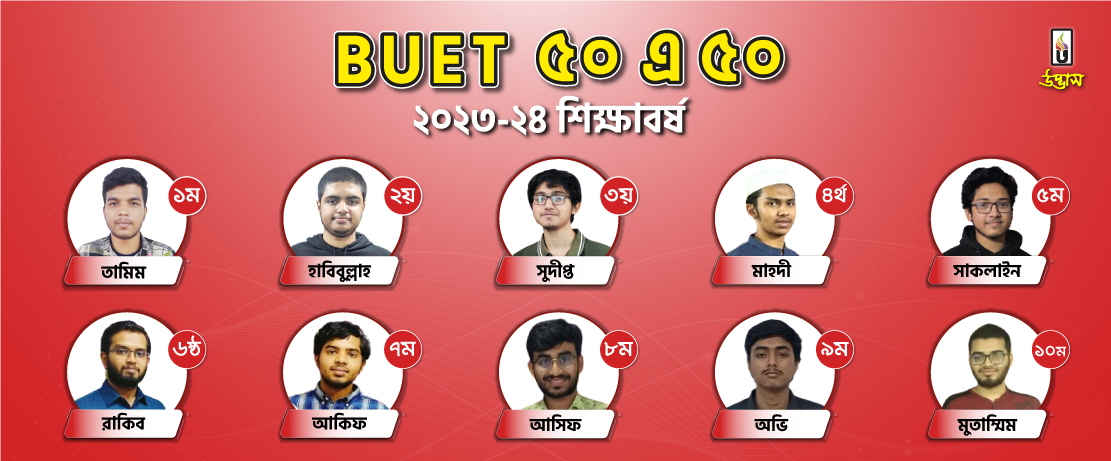 BUET ৫০ এ ৫০
উদ্ভাস
২০২৩-২৪ শিক্ষাবর্ষ
১ম
২য়
৩য়
৪র্থ
৫ম
তামিম
হাবিবুল্লাহ
সুদীপ্ত
মাহদী
সাকলাইন
৬ষ্ঠ
৭ম
৮ম
৯ম
১০ম
রাকিব
আকিফ
আসিফ
অভি
মুতাম্মিম